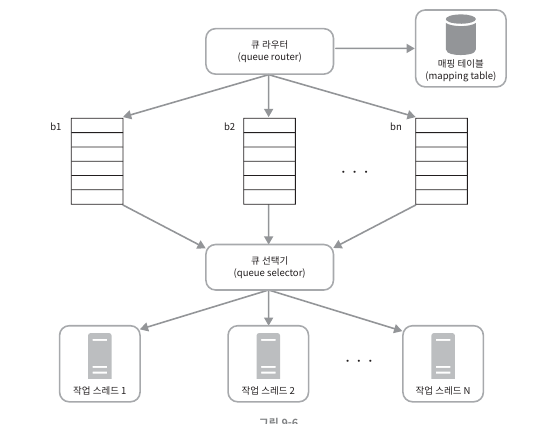 큐 라우터
(queue router)
매핑 테이블
(mapping table)
b1
b2
bn
. . .
큐 선택기
(queue selector)
작업 스레드 1
작업 스레드 2
. . .
작업 스레드 N
그림 9-6